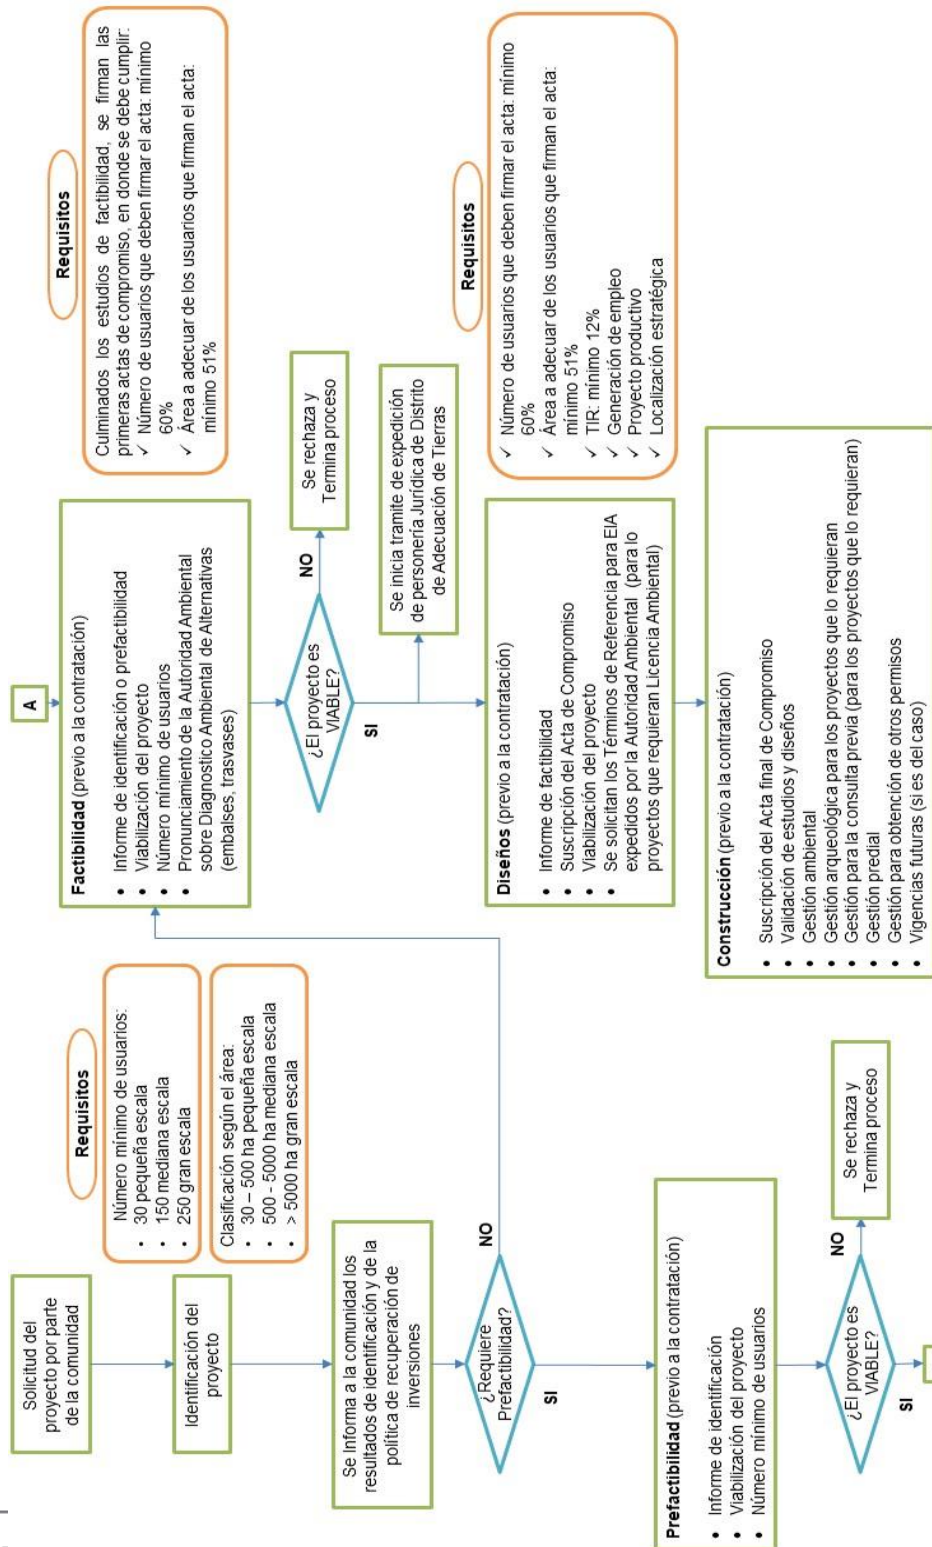 Solicitud del
proyecto por parte
de la comunidad
Identificación del
proyecto
Se Informa a la comunidad los
resultados de identificación y de la
política de recuperación de
inversiones
¿Requiere
Prefactibilidad?
NO
SI
Requisitos
Número mínimo de usuarios:
• 30 pequeña escala
• 150 mediana escala
• 250 gran escala
Clasificación según el área:
• 30 – 500 ha pequeña escala
• 500 - 5000 ha mediana escala
• > 5000 ha gran escala
Prefactibilidad (previo a la contratación)
• Informe de identificación
• Viabilización del proyecto
• Número mínimo de usuarios
¿El proyecto es
VIABLE?
NO
SI
Se rechaza y
Termina proceso
A
Factibilidad (previo a la contratación)
• Informe de identificación o prefactibilidad
• Viabilización del proyecto
• Número mínimo de usuarios
• Pronunciamiento de la Autoridad Ambiental
sobre Diagnostico Ambiental de Alternativas
(embalses, trasvases)
Requisitos
Culminados los estudios de factibilidad, se firman las
primeras actas de compromiso, en donde se debe cumplir:
✓ Número de usuarios que deben firmar el acta: mínimo
60%
✓ Área a adecuar de los usuarios que firman el acta:
mínimo 51%
¿El proyecto es
VIABLE?
NO
SI
Se rechaza y
Termina proceso
Se inicia tramite de expedición
de personería Jurídica de Distrito
de Adecuación de Tierras
Diseños (previo a la contratación)
• Informe de factibilidad
• Suscripción del Acta de Compromiso
• Viabilización del proyecto
• Se solicitan los Términos de Referencia para EIA
expedidos por la Autoridad Ambiental (para lo
proyectos que requieran Licencia Ambiental)
Requisitos
✓ Número de usuarios que deben firmar el acta: mínimo
60%
✓ Área a adecuar de los usuarios que firman el acta:
mínimo 51%
✓ TIR: mínimo 12%
✓ Generación de empleo
✓ Proyecto productivo
✓ Localización estratégica
Construcción (previo a la contratación)
• Suscripción del Acta final de Compromiso
• Validación de estudios y diseños
• Gestión ambiental
• Gestión arqueológica para los proyectos que lo requieran
• Gestión para la consulta previa (para los proyectos que lo requieran)
• Gestión predial
• Gestión para obtención de otros permisos
• Vigencias futuras (si es del caso)